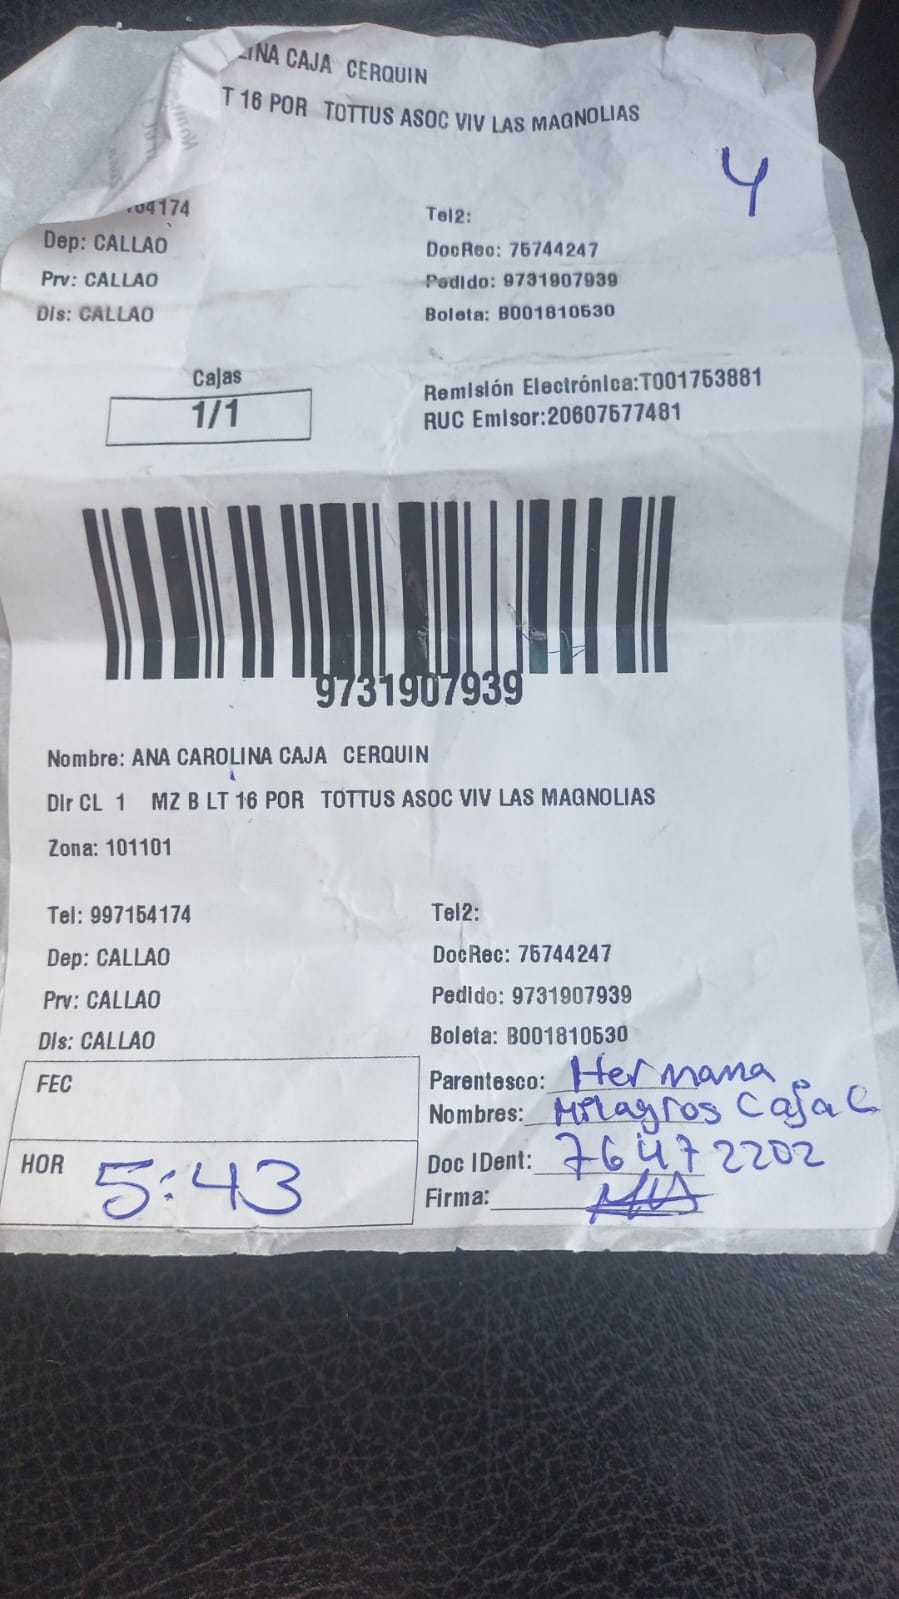 LINA CAJA CERQUIN
T 16 POR TOTTUS ASOC VIV LAS MAGNOLIAS
4
104174
Tel2:
Dep: CALLAO
DocRec: 75744247
Prv: CALLAO
Pedido: 9731907939
Dis: CALLAO
Boleta: B001810530
Cajas
1/1
Remisión Electrónica:T001753881
RUC Emisor:20607577481
9731907939
Nombre: ANA CAROLINA CAJA CERQUIN
Dir CL 1 MZ B LT 16 POR TOTTUS ASOC VIV LAS MAGNOLIAS
Zona: 101101
Tel: 997154174
Tel2:
Dep: CALLAO
DocRec: 75744247
Prv: CALLAO
Pedido: 9731907939
Dis: CALLAO
Boleta: B001810530
FEC
Parentesco: Hermana
Nombres: Milagros Caja C
HOR 5:43
Doc IDent: 76472202
Firma: